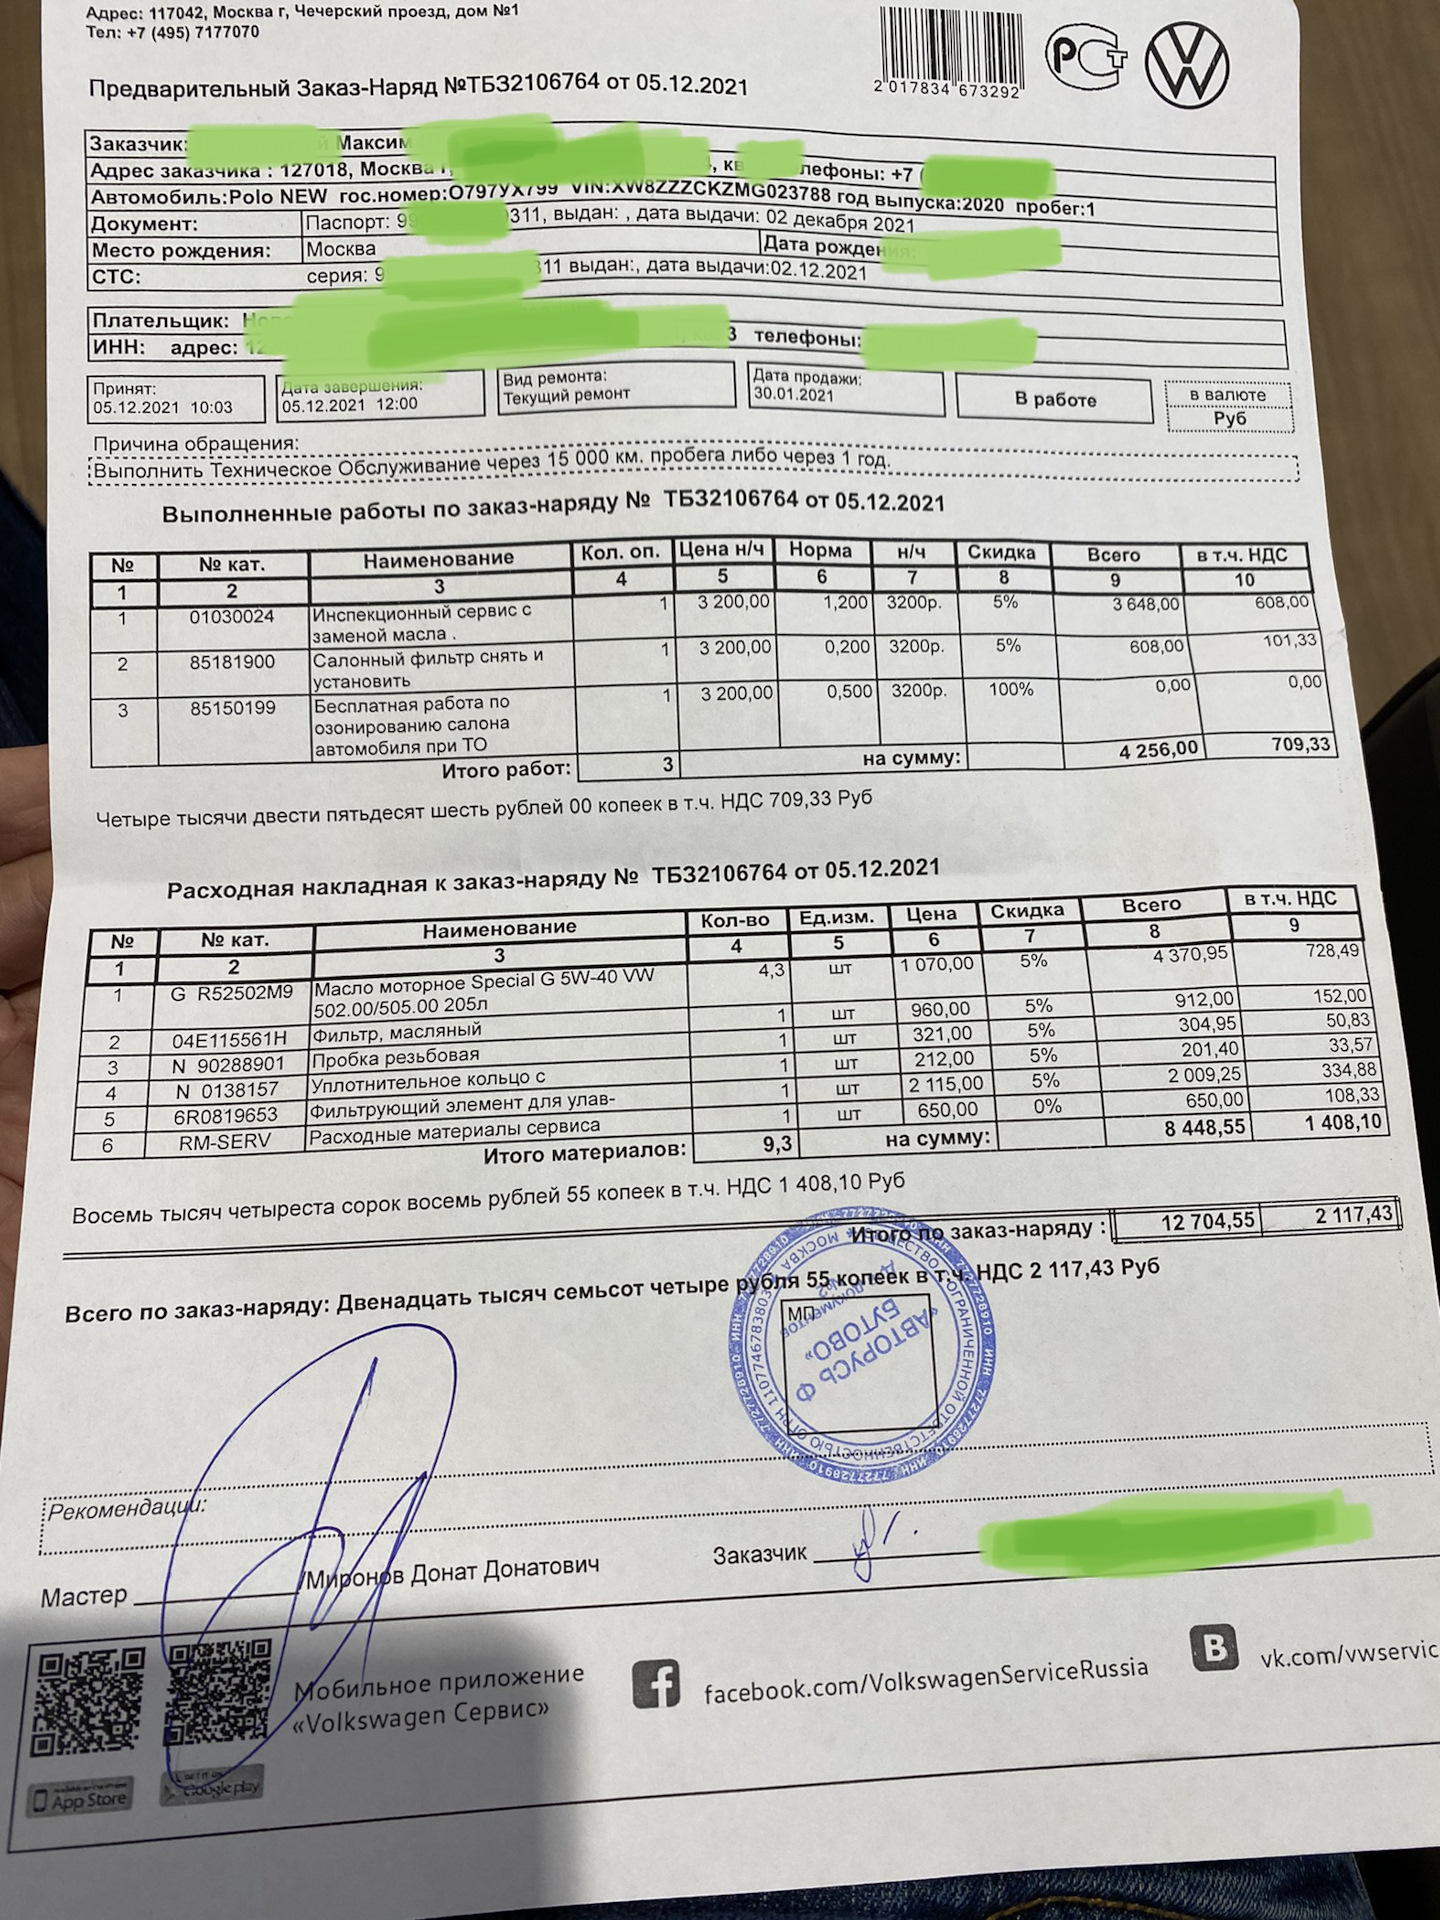 Адрес: 117042, Москва г, Чечерский проезд, дом №1
Тел: +7 (495) 7177070
2 017834 673292
РСТ
Предварительный Заказ-Наряд №ТБ32106764 от 05.12.2021
Заказчик: й Максим
Адрес заказчика : 127018, Москва г, кв лефоны: +7 (
Автомобиль:Polo NEW гос.номер:О797УХ799 VIN:XW8ZZZCKZMG023788 год выпуска:2020 пробег:1
Документ: Паспорт: 99 0311, выдан: , дата выдачи: 02 декабря 2021
Место рождения: Москва Дата рождения:
СТС: серия: 9 311 выдан:, дата выдачи:02.12.2021
Плательщик:
ИНН: адрес: 12 3 телефоны:
Принят: Дата завершения: Вид ремонта: Дата продажи: В работе в валюте
05.12.2021 10:03 05.12.2021 12:00 Текущий ремонт 30.01.2021 Руб
Причина обращения:
Выполнить Техническое Обслуживание через 15 000 км. пробега либо через 1 год.
Выполненные работы по заказ-наряду № ТБ32106764 от 05.12.2021
№ № кат. Наименование Кол. оп. Цена н/ч Норма н/ч Скидка Всего в т.ч. НДС
1 2 3 4 5 6 7 8 9 10
1 01030024 Инспекционный сервис с 1 3 200,00 1,200 3200р. 5% 3 648,00 608,00
заменой масла .
2 85181900 Салонный фильтр снять и 1 3 200,00 0,200 3200р. 5% 608,00 101,33
установить
3 85150199 Бесплатная работа по 1 3 200,00 0,500 3200р. 100% 0,00 0,00
озонированию салона
автомобиля при ТО
Итого работ: 3 на сумму: 4 256,00 709,33
Четыре тысячи двести пятьдесят шесть рублей 00 копеек в т.ч. НДС 709,33 Руб
Расходная накладная к заказ-наряду № ТБ32106764 от 05.12.2021
№ № кат. Наименование Кол-во Ед.изм. Цена Скидка Всего в т.ч. НДС
1 2 3 4 5 6 7 8 9
1 G R52502M9 Масло моторное Special G 5W-40 VW 4,3 шт 1 070,00 5% 4 370,95 728,49
502.00/505.00 205л
2 04E115561H Фильтр, масляный 1 шт 960,00 5% 912,00 152,00
3 N 90288901 Пробка резьбовая 1 шт 321,00 5% 304,95 50,83
4 N 0138157 Уплотнительное кольцо с 1 шт 212,00 5% 201,40 33,57
5 6R0819653 Фильтрующий элемент для улав- 1 шт 2 115,00 5% 2 009,25 334,88
6 RM-SERV Расходные материалы сервиса 1 шт 650,00 0% 650,00 108,33
Итого материалов: 9,3 на сумму: 8 448,55 1 408,10
Восемь тысяч четыреста сорок восемь рублей 55 копеек в т.ч. НДС 1 408,10 Руб
Итого по заказ-наряду : 12 704,55 2 117,43
Всего по заказ-наряду: Двенадцать тысяч семьсот четыре рубля 55 копеек в т.ч. НДС 2 117,43 Руб
МП
«АВТОРУСЬ Ф
БУТОВО»
ОБЩЕСТВО С ОГРАНИЧЕННОЙ ОТВЕТСТВЕННОСТЬЮ
МОСКВА
ИНН 7727728910
Рекомендации:
Мастер /Миронов Донат Донатович Заказчик
Мобильное приложение
«Volkswagen Сервис»
facebook.com/VolkswagenServiceRussia
vk.com/vwservic
App Store
GET IT ON
Google play